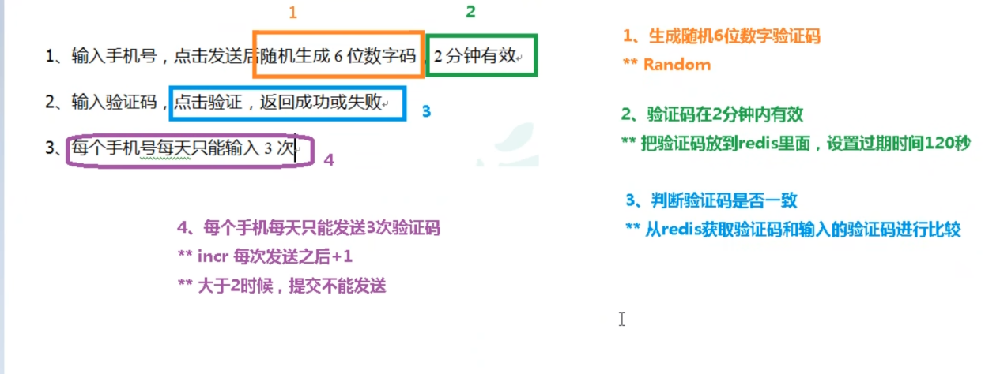 1
2
1、输入手机号，点击发送后随机生成 6 位数字码，2 分钟有效
2、输入验证码，点击验证，返回成功或失败
3
3、每个手机号每天只能输入 3 次
4
4、每个手机每天只能发送3次验证码
** incr 每次发送之后+1
** 大于2时候，提交不能发送
1、生成随机6位数字验证码
** Random
2、验证码在2分钟内有效
** 把验证码放到redis里面，设置过期时间120秒
3、判断验证码是否一致
** 从redis获取验证码和输入的验证码进行比较